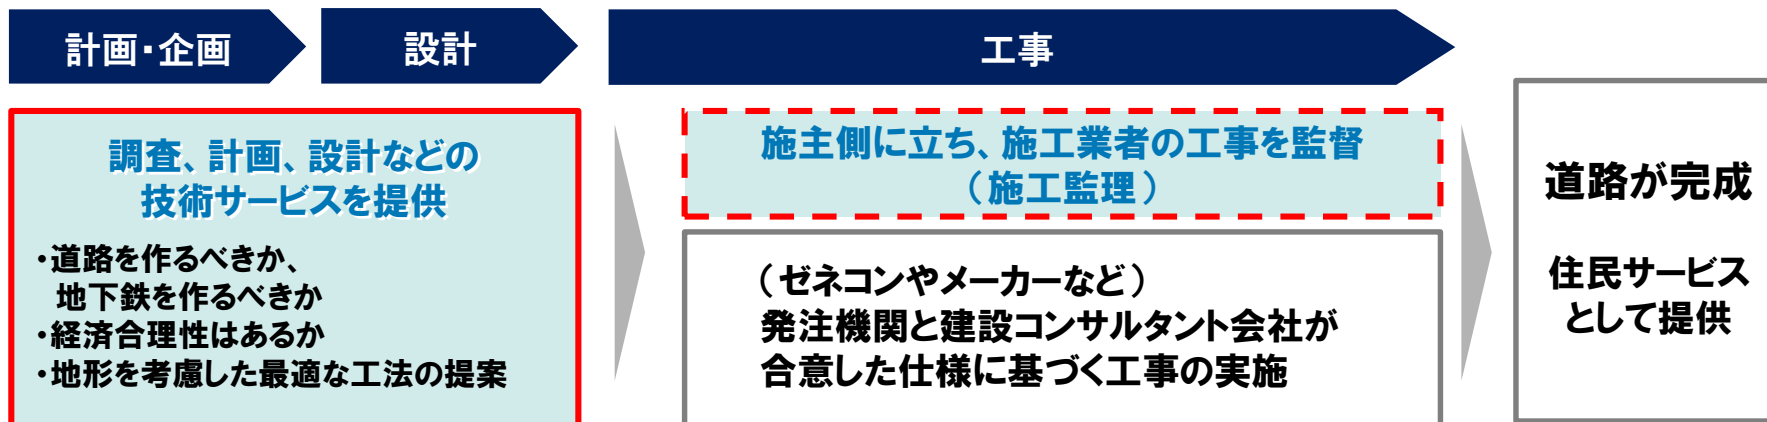 計画・企画
設計
工事
調査、計画、設計などの
技術サービスを提供
・道路を作るべきか、
地下鉄を作るべきか
・経済合理性はあるか
・地形を考慮した最適な工法の提案
施主側に立ち、施工業者の工事を監督
（施工監理）
（ゼネコンやメーカーなど）
発注機関と建設コンサルタント会社が
合意した仕様に基づく工事の実施
道路が完成
住民サービス
として提供